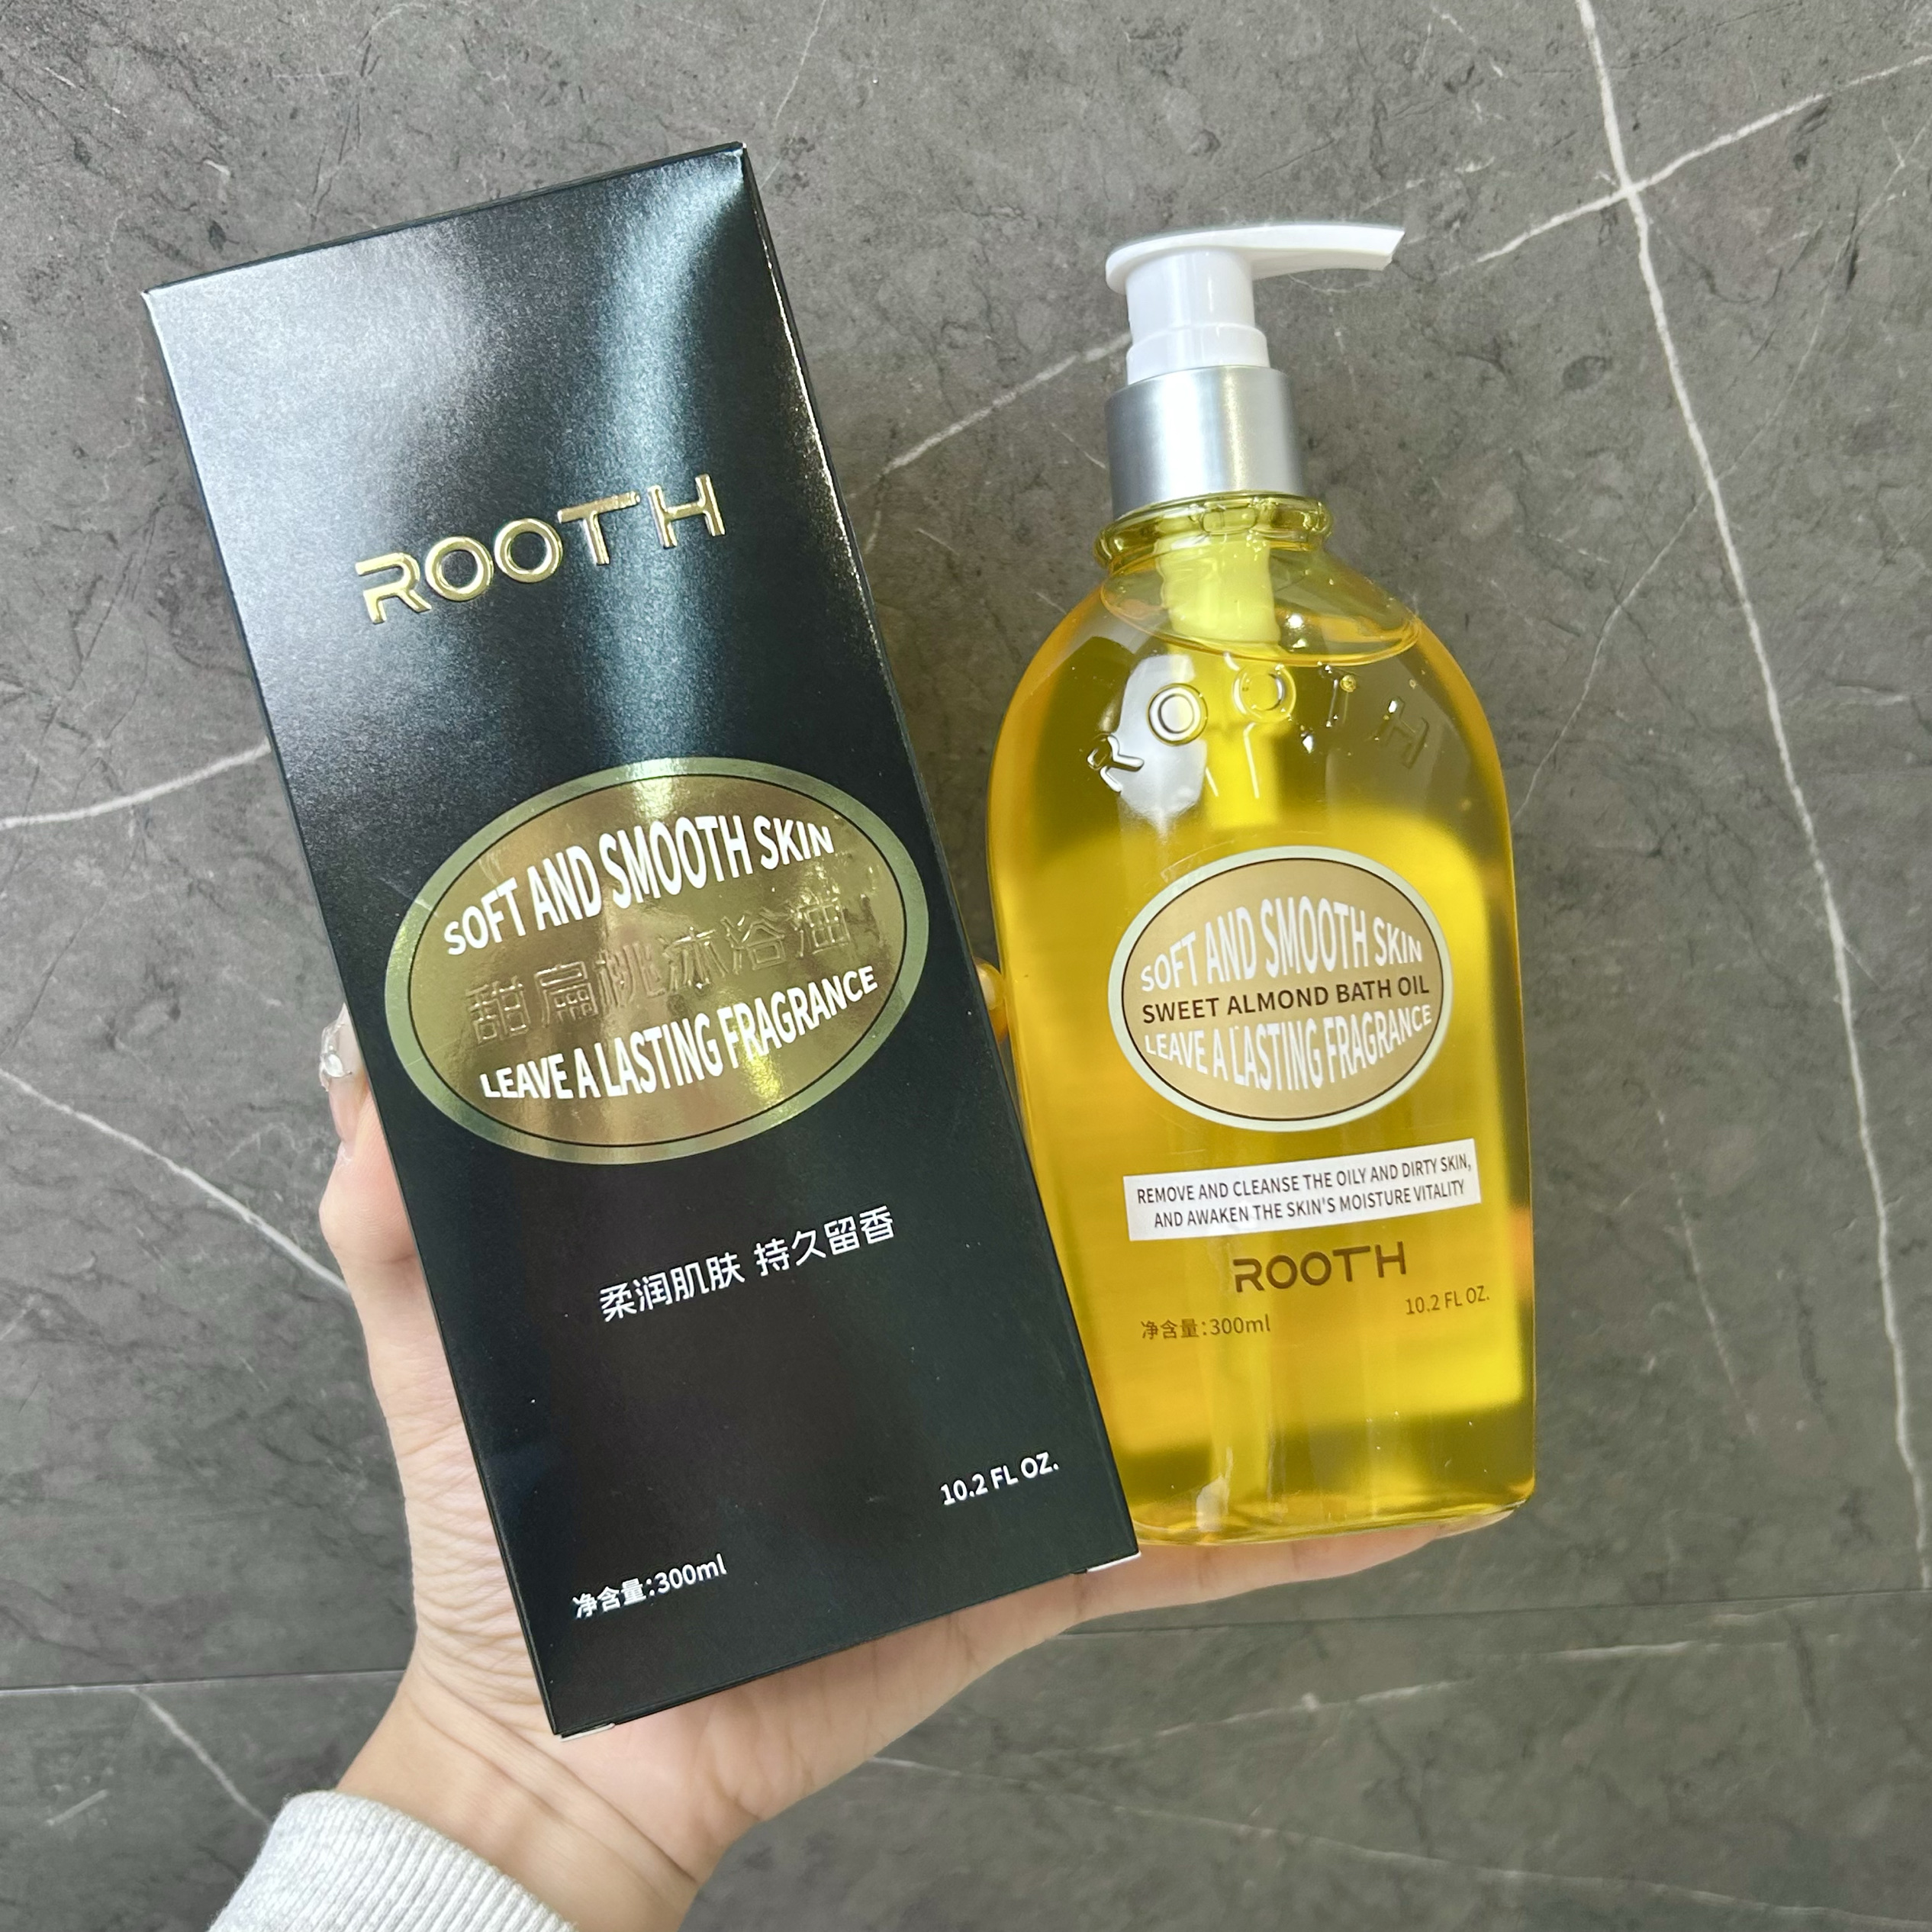 ROOTH
SOFT AND SMOOTH SKIN
甜扁桃沐浴油
LEAVE A LASTING FRAGRANCE
柔润肌肤 持久留香
10.2 FL OZ.
净含量:300ml
ROOTH
SOFT AND SMOOTH SKIN
SWEET ALMOND BATH OIL
LEAVE A LASTING FRAGRANCE
REMOVE AND CLEANSE THE OILY AND DIRTY SKIN,
AND AWAKEN THE SKIN'S MOISTURE VITALITY
ROOTH
净含量:300ml 10.2 FL OZ.